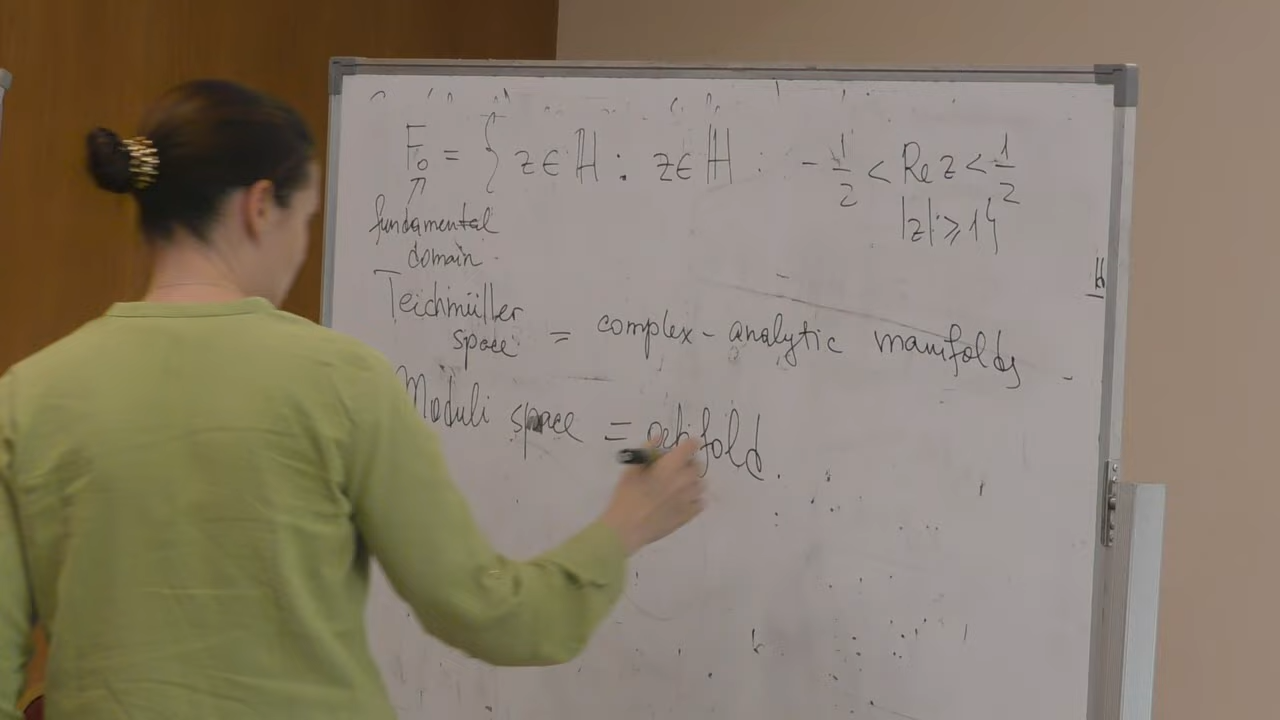 F₀ = { z ∈ ℍ : z ∈ ℍ : -1/2 < Re z < 1/2
|z| ⩾ 1}
fundamental
domain.
Teichmüller
space = complex-analytic manifolds
Moduli space = orbifold.